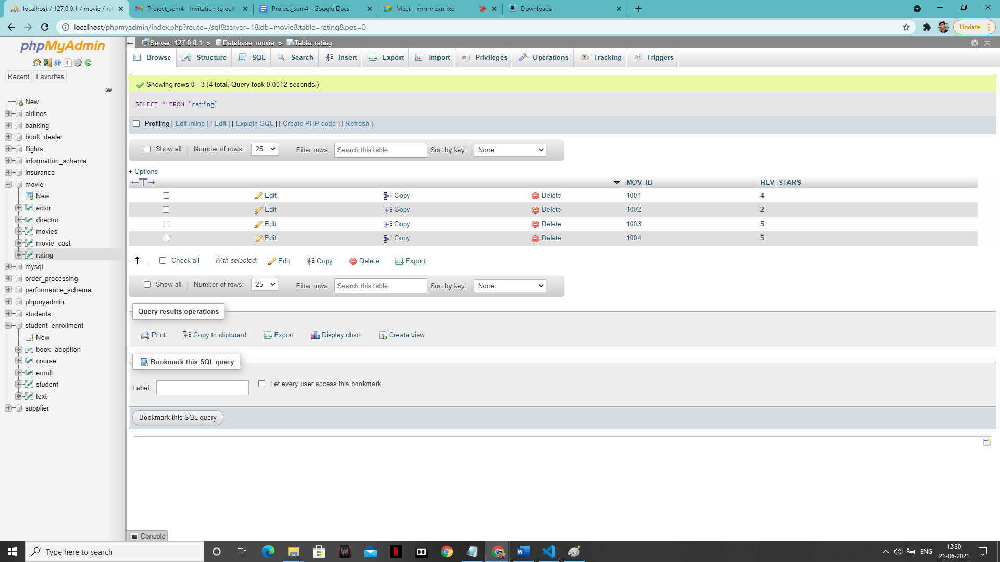 localhost / 127.0.0.1 / movie / rat
Project_sem4 - Invitation to edit
Project_sem4 - Google Docs
Meet - xrm-mzxn-ixq
Downloads
localhost/phpmyadmin/index.php?route=/sql&server=1&db=movie&table=rating&pos=0
Update
phpMyAdmin
Recent
Favorites
New
airlines
banking
book_dealer
flights
information_schema
insurance
movie
New
actor
director
movies
movie_cast
rating
mysql
order_processing
performance_schema
phpmyadmin
students
student_enrollment
New
book_adoption
course
enroll
student
text
supplier
Server: 127.0.0.1 » Database: movie » Table: rating
Browse Structure SQL Search Insert Export Import Privileges Operations Tracking Triggers
Showing rows 0 - 3 (4 total, Query took 0.0012 seconds.)
SELECT * FROM `rating`
Profiling [ Edit inline ] [ Edit ] [ Explain SQL ] [ Create PHP code ] [ Refresh ]
Show all | Number of rows: 25 Filter rows: Search this table Sort by key: None
+ Options
←T→ MOV_ID REV_STARS
Edit Copy Delete 1001 4
Edit Copy Delete 1002 2
Edit Copy Delete 1003 5
Edit Copy Delete 1004 5
Check all With selected: Edit Copy Delete Export
Show all | Number of rows: 25 Filter rows: Search this table Sort by key: None
Query results operations
Print Copy to clipboard Export Display chart Create view
Bookmark this SQL query
Label: Let every user access this bookmark
Bookmark this SQL query
Console
Type here to search
ENG
12:30
21-06-2021